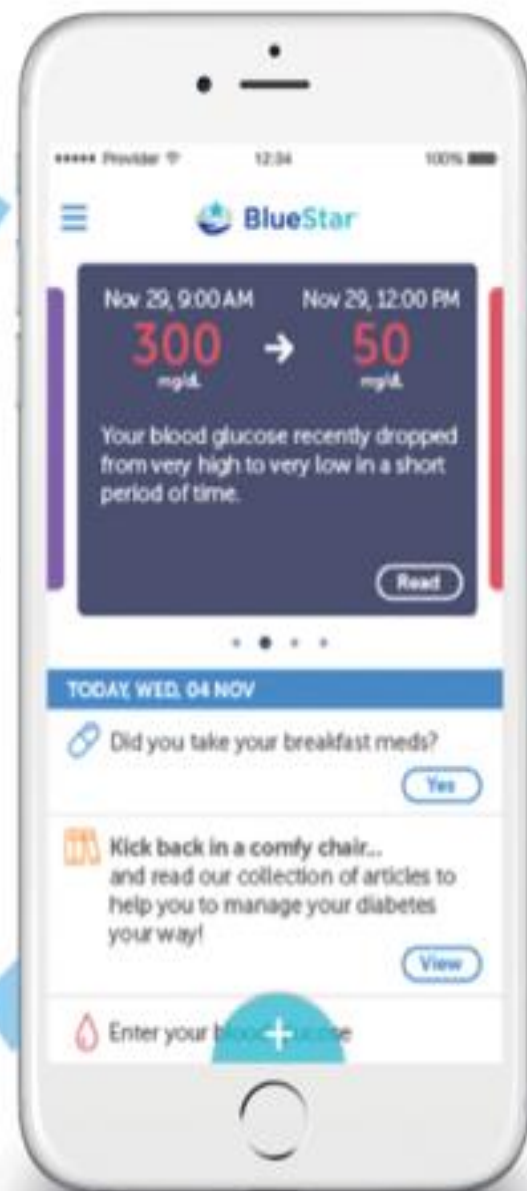 Provider 12:34 100%
BlueStar
Nov 29, 9:00 AM Nov 29, 12:00 PM
300 → 50
mg/dL mg/dL
Your blood glucose recently dropped
from very high to very low in a short
period of time.
Read
TODAY, WED, 04 NOV
Did you take your breakfast meds?
Yes
Kick back in a comfy chair...
and read our collection of articles to
help you to manage your diabetes
your way!
View
Enter your blood glucose
+